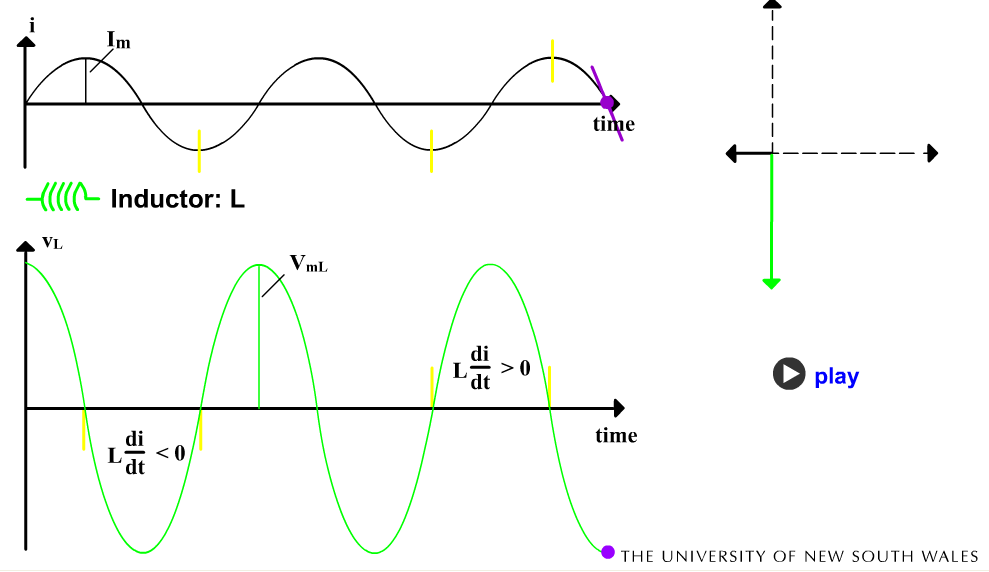 i
Im
time
Inductor: L
vL
VmL
L di/dt > 0
play
time
L di/dt < 0
THE UNIVERSITY OF NEW SOUTH WALES